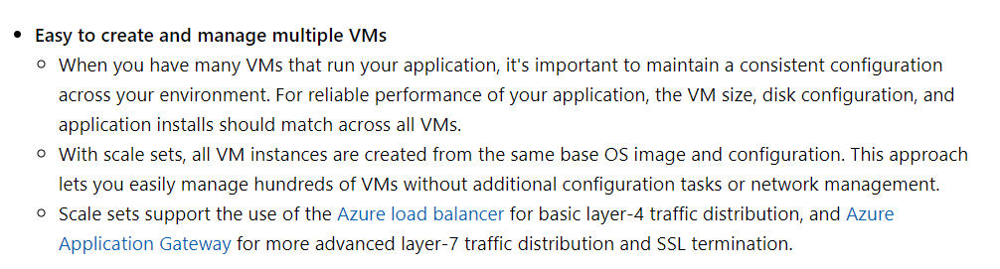 • Easy to create and manage multiple VMs
○ When you have many VMs that run your application, it's important to maintain a consistent configuration
across your environment. For reliable performance of your application, the VM size, disk configuration, and
application installs should match across all VMs.
○ With scale sets, all VM instances are created from the same base OS image and configuration. This approach
lets you easily manage hundreds of VMs without additional configuration tasks or network management.
○ Scale sets support the use of the Azure load balancer for basic layer-4 traffic distribution, and Azure
Application Gateway for more advanced layer-7 traffic distribution and SSL termination.